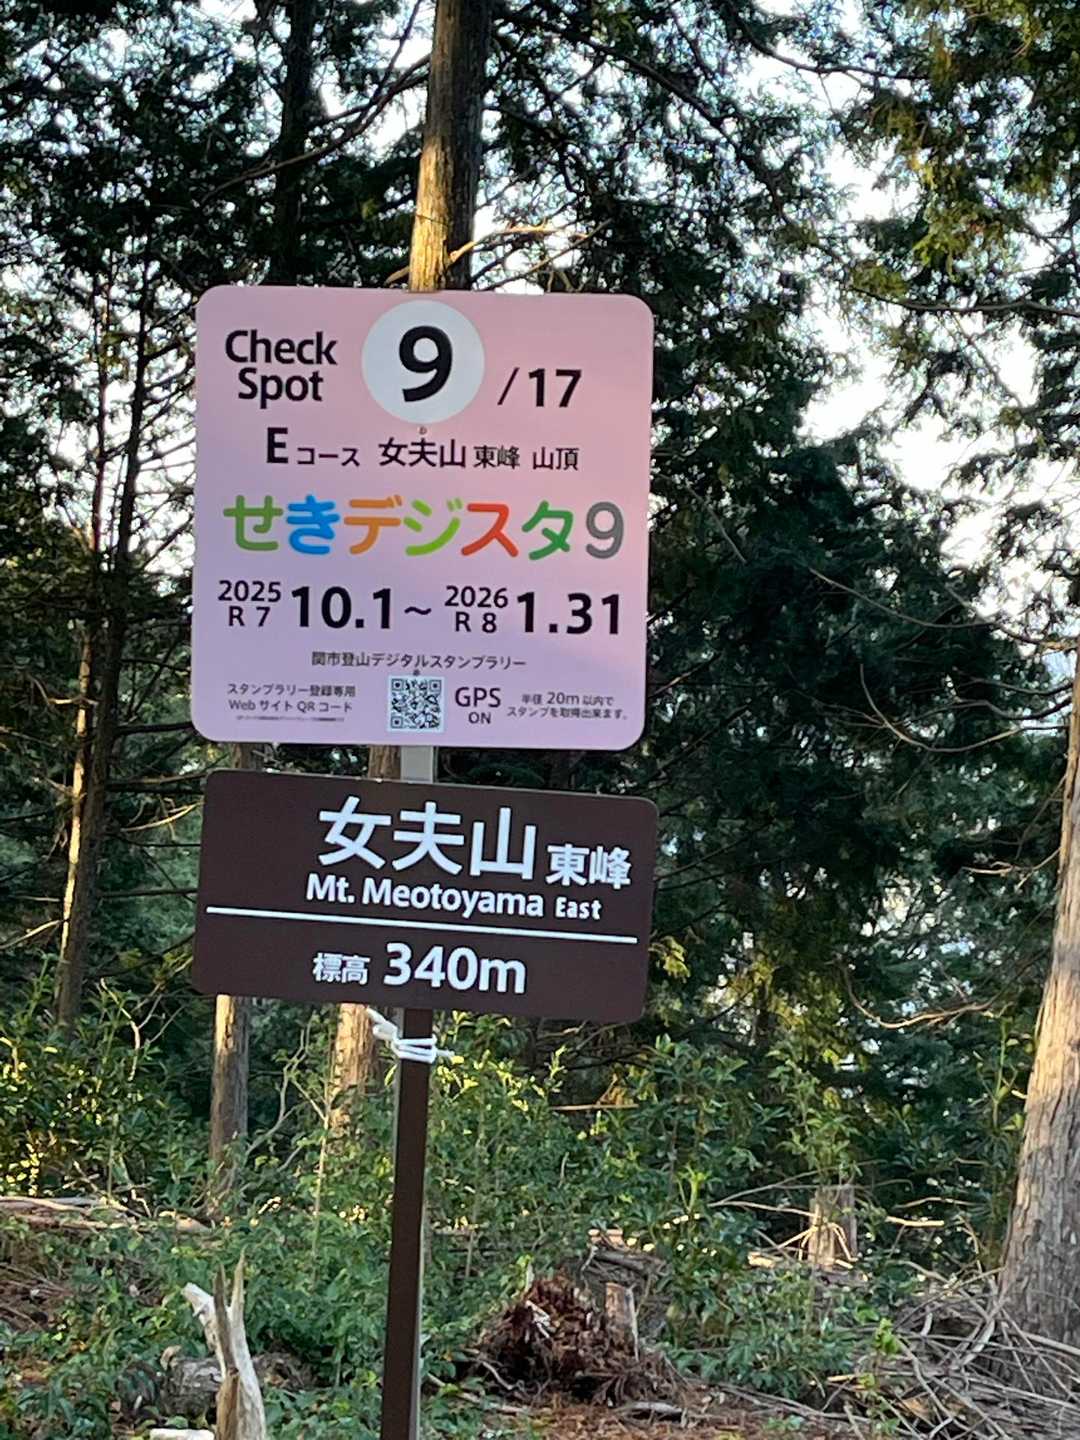 Check
Spot
9 /17
Eコース 女夫山 東峰 山頂
せきデジスタ9
2025 R7 10.1～ 2026 R8 1.31
関市登山デジタルスタンプラリー
スタンプラリー登録専用
WebサイトQRコード
GPS
ON
半径20m以内で
スタンプを取得出来ます。
女夫山 東峰
Mt. Meotoyama East
標高 340m